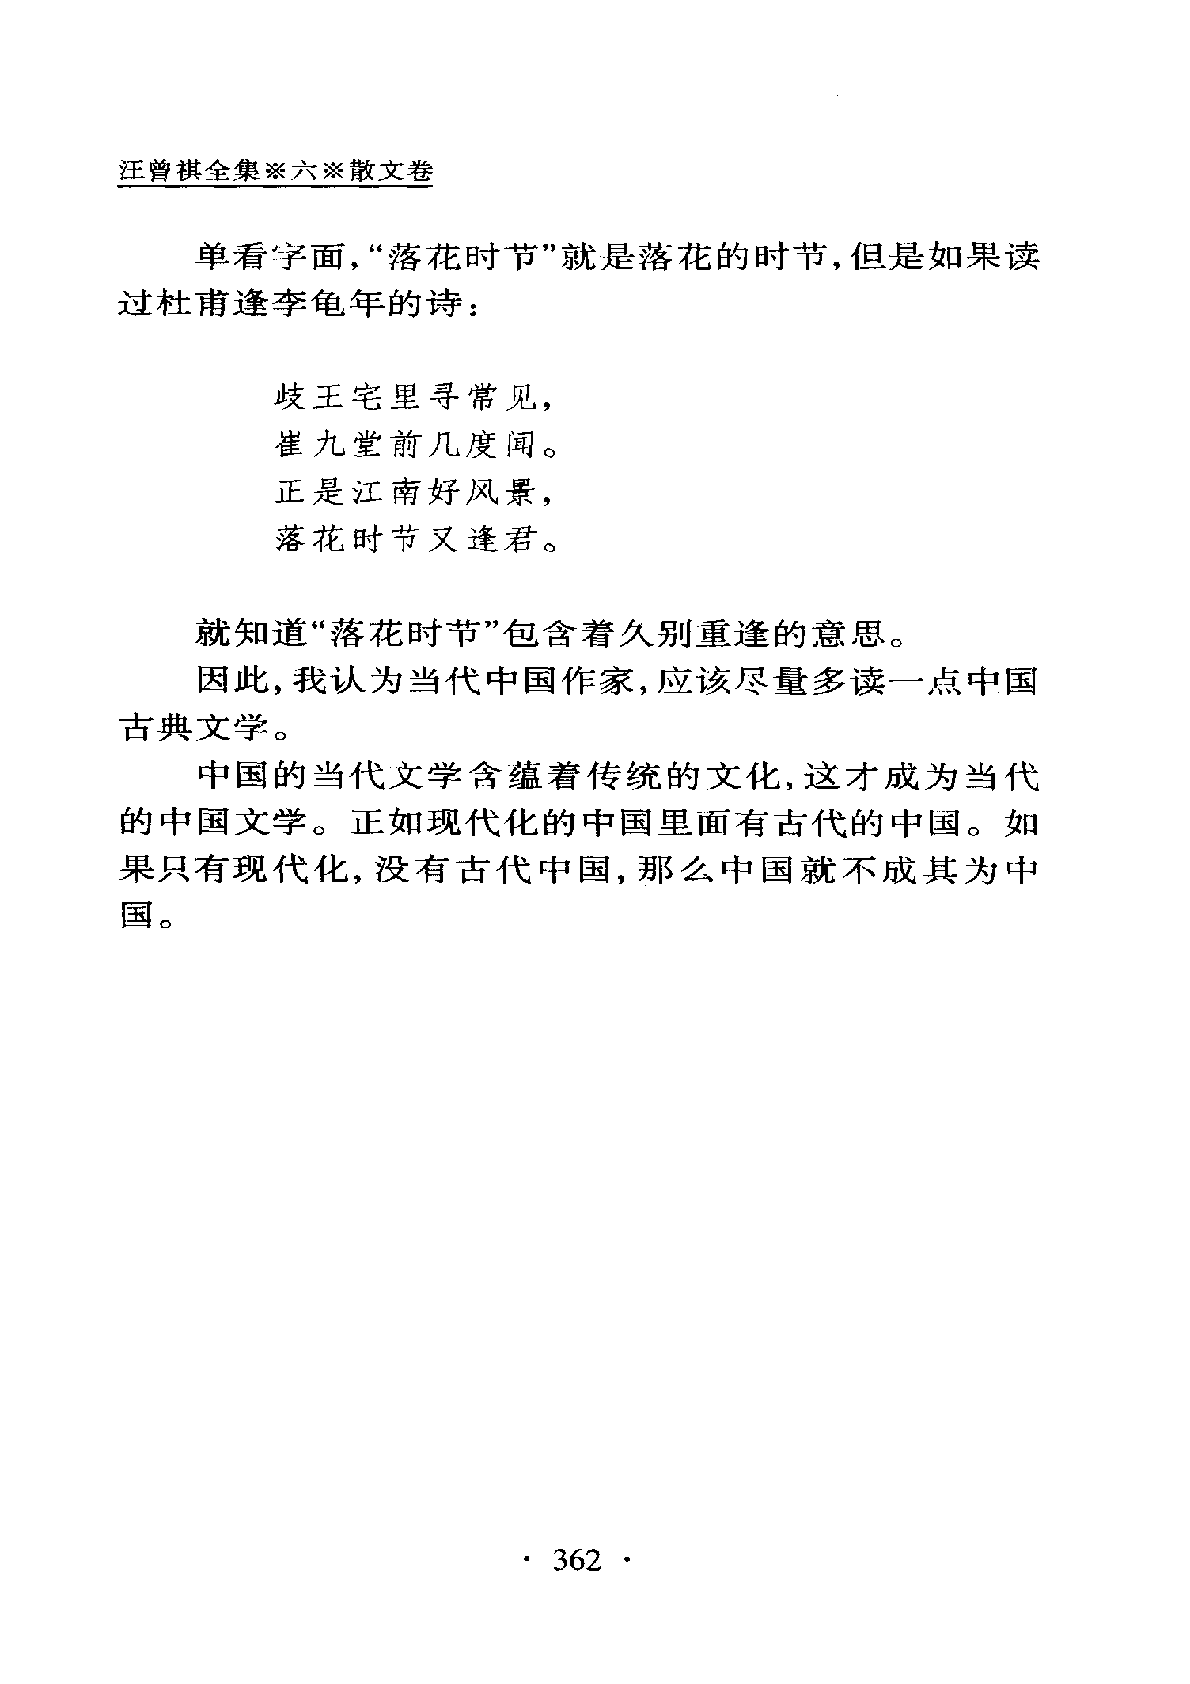 汪曾祺全集※六※散文卷
单看字面，“落花时节”就是落花的时节，但是如果读
过杜甫逢李龟年的诗：
歧王宅里寻常见，
崔九堂前几度闻。
正是江南好风景，
落花时节又逢君。
就知道“落花时节”包含着久别重逢的意思。
因此，我认为当代中国作家，应该尽量多读一点中国
古典文学。
中国的当代文学含蕴着传统的文化，这才成为当代
的中国文学。正如现代化的中国里面有古代的中国。如
果只有现代化，没有古代中国，那么中国就不成其为中
国。
· 362 ·